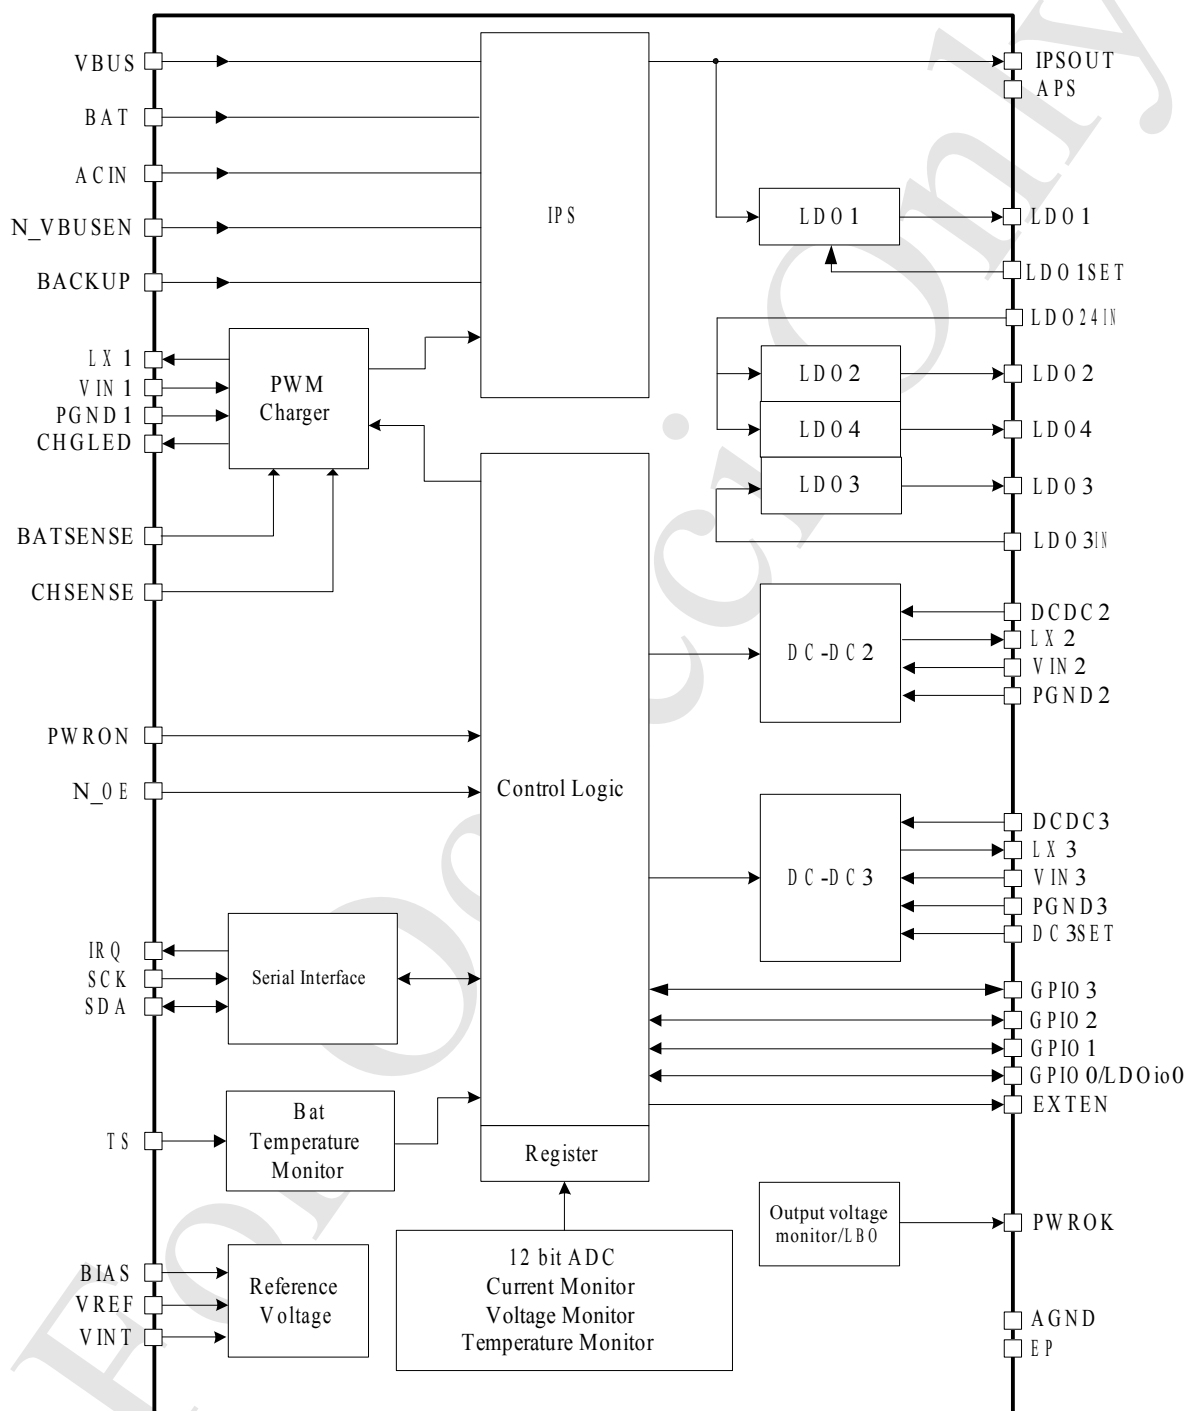 VBUS
BAT
ACIN
N_VBUSEN
BACKUP
LX1
VIN1
PGND1
CHGLED
BATSENSE
CHSENSE
PWRON
N_OE
IRQ
SCK
SDA
TS
BIAS
VREF
VINT
IPS
PWM
Charger
Control Logic
Serial Interface
Bat
Temperature
Monitor
Register
Reference
Voltage
12 bit ADC
Current Monitor
Voltage Monitor
Temperature Monitor
LDO1
LDO2
LDO4
LDO3
DC-DC2
DC-DC3
Output voltage
monitor/LBO
IPSOUT
APS
LDO1
LDO1SET
LDO24IN
LDO2
LDO4
LDO3
LDO3IN
DCDC2
LX2
VIN2
PGND2
DCDC3
LX3
VIN3
PGND3
DC3SET
GPIO3
GPIO2
GPIO1
GPIO0/LDOio0
EXTEN
PWROK
AGND
EP